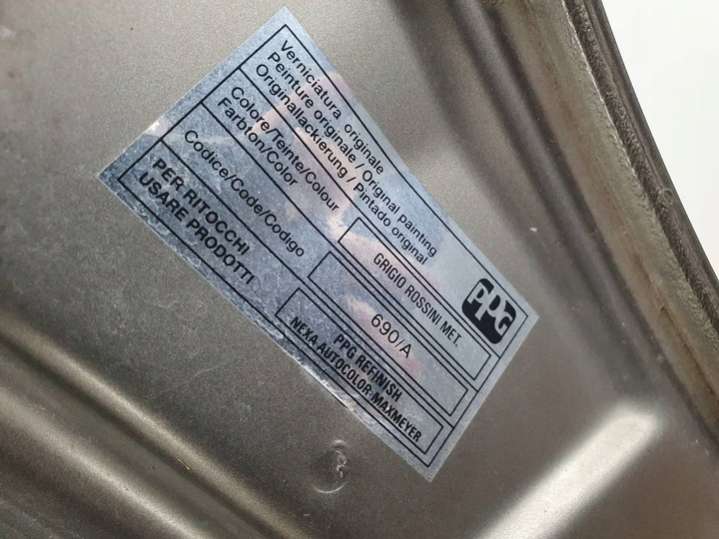 Verniciatura originale
Peinture originale / Original painting
Originallackierung / Pintado original
PPG
Colore/Teinte/Colour
Farbton/Color
GRIGIO ROSSINI MET.
Codice/Code/Codigo
690/A
PER RITOCCHI
USARE PRODOTTI
PPG REFINISH
NEXA AUTOCOLOR-MAXMEYER